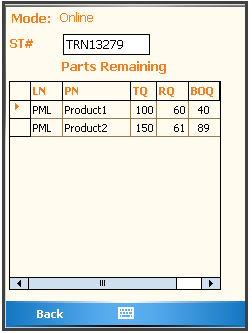 Mode: Online
ST# TRN13279
Parts Remaining
LN PN TQ RQ BOQ
PML Product1 100 60 40
PML Product2 150 61 89
Back